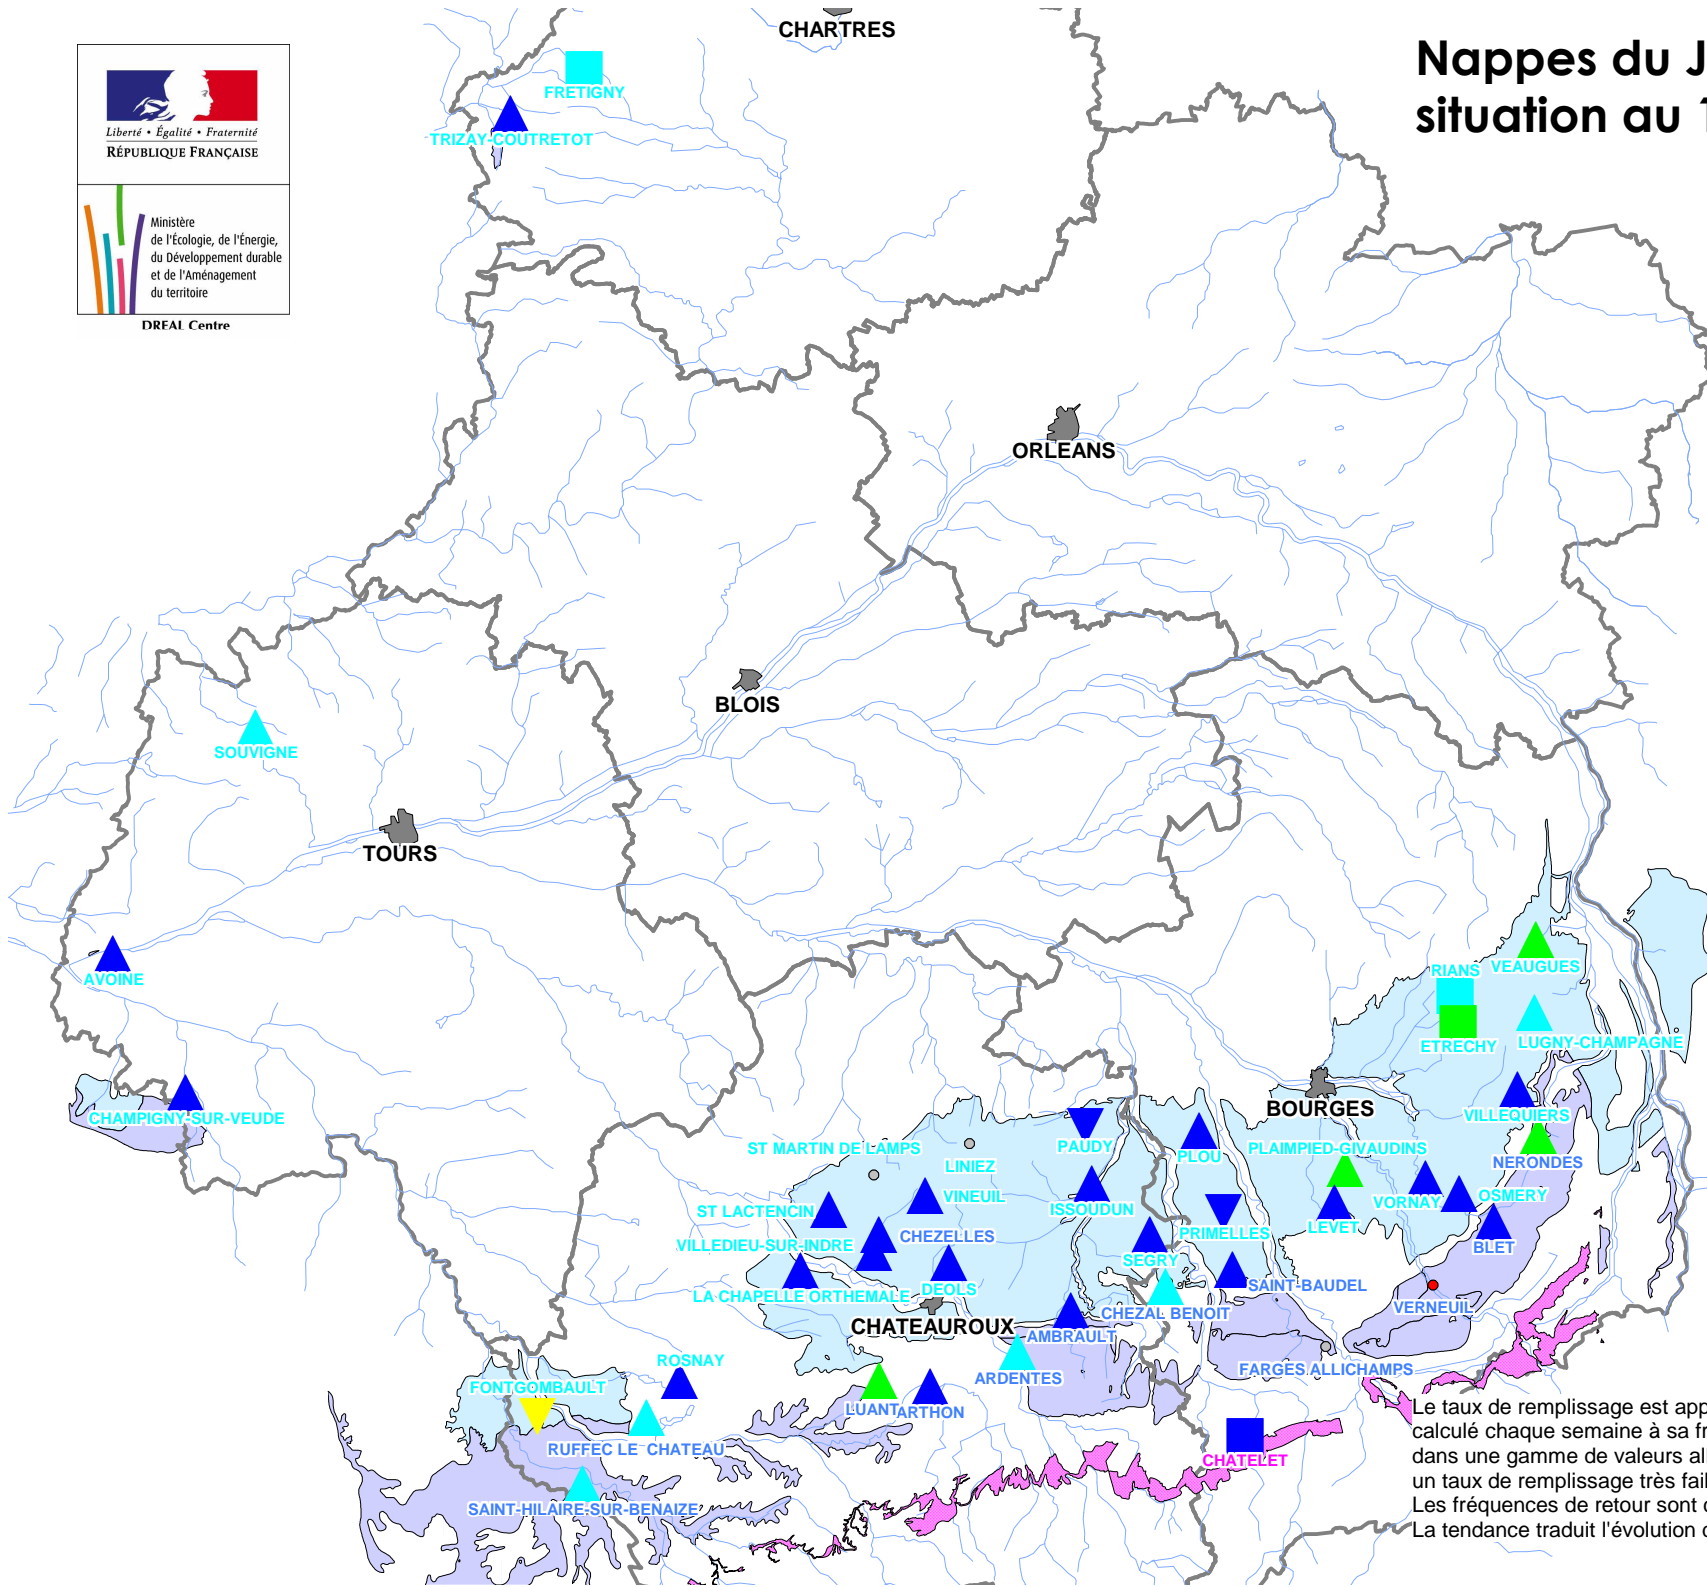 Nappes du J
situation au 1
Liberté • Égalité • Fraternité
RÉPUBLIQUE FRANÇAISE
Ministère
de l'Écologie, de l'Énergie,
du Développement durable
et de l'Aménagement
du territoire
DREAL Centre
CHARTRES
FRETIGNY
TRIZAY-COUTRETOT
ORLEANS
BLOIS
SOUVIGNE
TOURS
AVOINE
CHAMPIGNY-SUR-VEUDE
RIANS
VEAUGUES
ETRECHY
LUGNY-CHAMPAGNE
BOURGES
VILLEQUIERS
NERONDES
ST MARTIN DE LAMPS
LINIEZ
PAUDY
PLOU
PLAIMPIED-GIVAUDINS
VINEUIL
ST LACTENCIN
ISSOUDUN
VORNAY
OSMERY
VILLEDIEU-SUR-INDRE
CHEZELLES
SEGRY
PRIMELLES
LEVET
BLET
LA CHAPELLE ORTHEMALE
DEOLS
SAINT-BAUDEL
CHEZAL BENOIT
VERNEUIL
CHATEAUROUX
AMBRAULT
ROSNAY
ARDENTES
FARGES ALLICHAMPS
FONTGOMBAULT
LUANT
ARTHON
RUFFEC LE CHATEAU
CHATELET
SAINT-HILAIRE-SUR-BENAIZE
Le taux de remplissage est app
calculé chaque semaine à sa fr
dans une gamme de valeurs all
un taux de remplissage très fail
Les fréquences de retour sont c
La tendance traduit l'évolution d